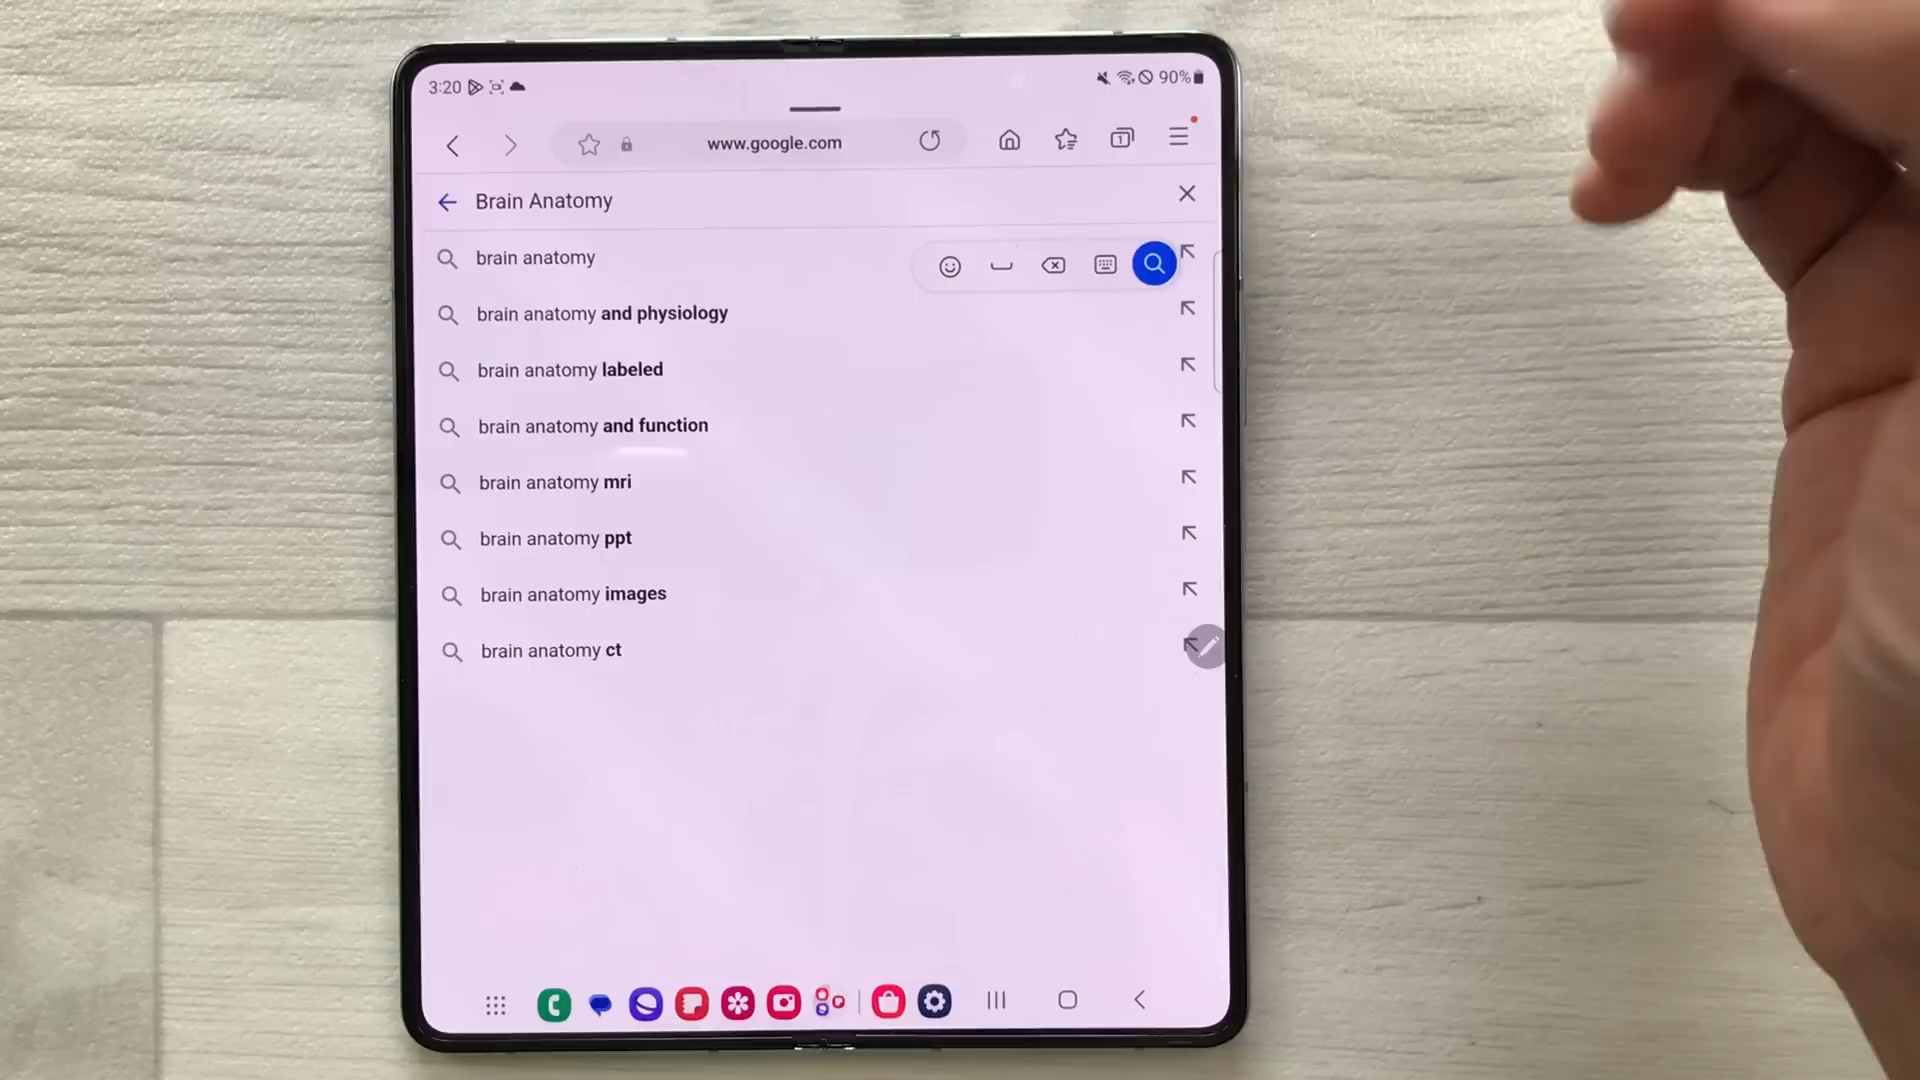 3:20
90%
www.google.com
1
Brain Anatomy
brain anatomy
brain anatomy and physiology
brain anatomy labeled
brain anatomy and function
brain anatomy mri
brain anatomy ppt
brain anatomy images
brain anatomy ct